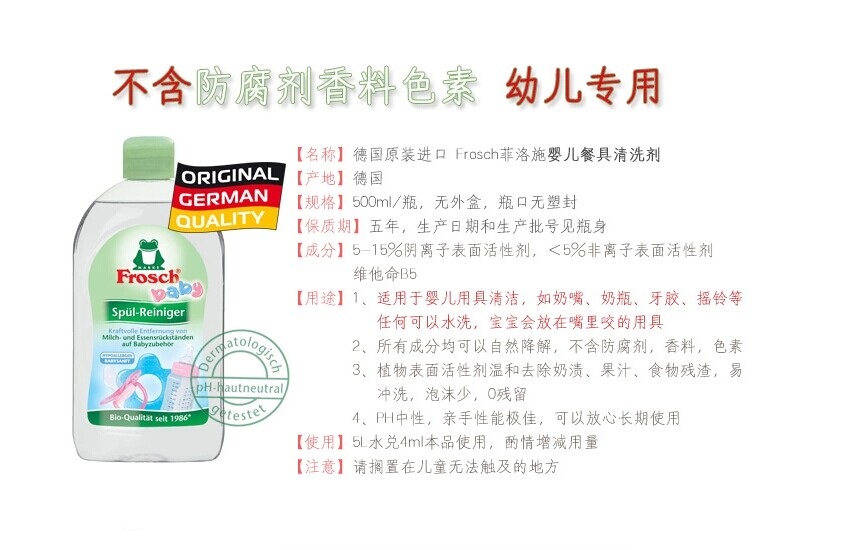 不含防腐剂香料色素 幼儿专用
【名称】德国原装进口 Frosch菲洛施婴儿餐具清洗剂
【产地】德国
【规格】500ml/瓶，无外盒，瓶口无塑封
【保质期】五年，生产日期和生产批号见瓶身
【成分】5-15%阴离子表面活性剂，<5%非离子表面活性剂
维他命B5
【用途】1、适用于婴儿用具清洁，如奶嘴、奶瓶、牙胶、摇铃等
任何可以水洗，宝宝会放在嘴里咬的用具
2、所有成分均可以自然降解，不含防腐剂，香料，色素
3、植物表面活性剂温和去除奶渍、果汁、食物残渣，易
冲洗，泡沫少，0残留
4、PH中性，亲手性能极佳，可以放心长期使用
【使用】5L水兑4ml本品使用，酌情增减用量
【注意】请搁置在儿童无法触及的地方
ORIGINAL
GERMAN
QUALITY
MARKE
Frosch
baby
Spül-Reiniger
Kraftvolle Entfernung von
Milch- und Essensrückständen
auf Babyzubehör
HYPOALLERGEN
BABYSANFT
Bio-Qualität seit 1986*
Dermatologisch
pH-hautneutral
getestet